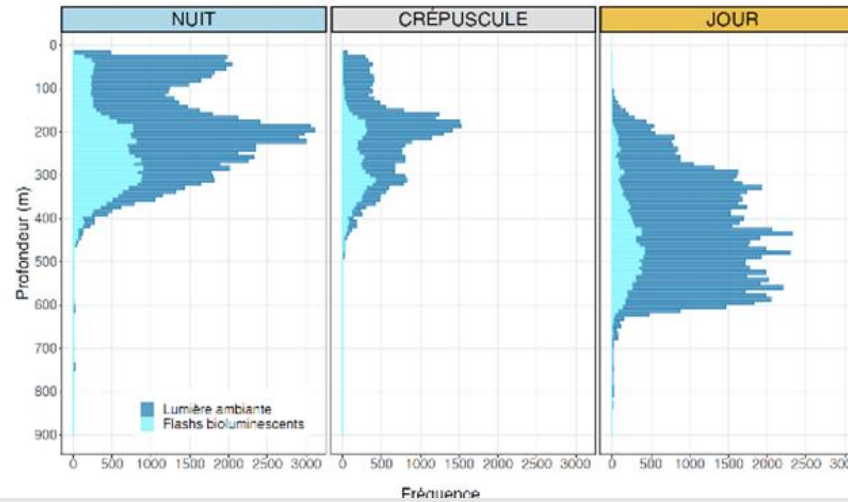 NUIT
CRÉPUSCULE
JOUR
Profondeur (m)
0
100
200
300
400
500
600
700
800
900
Lumière ambiante
Flashs bioluminescents
0 500 1000 1500 2000 2500 3000
0 500 1000 1500 2000 2500 3000
0 500 1000 1500 2000 2500
Fréquence